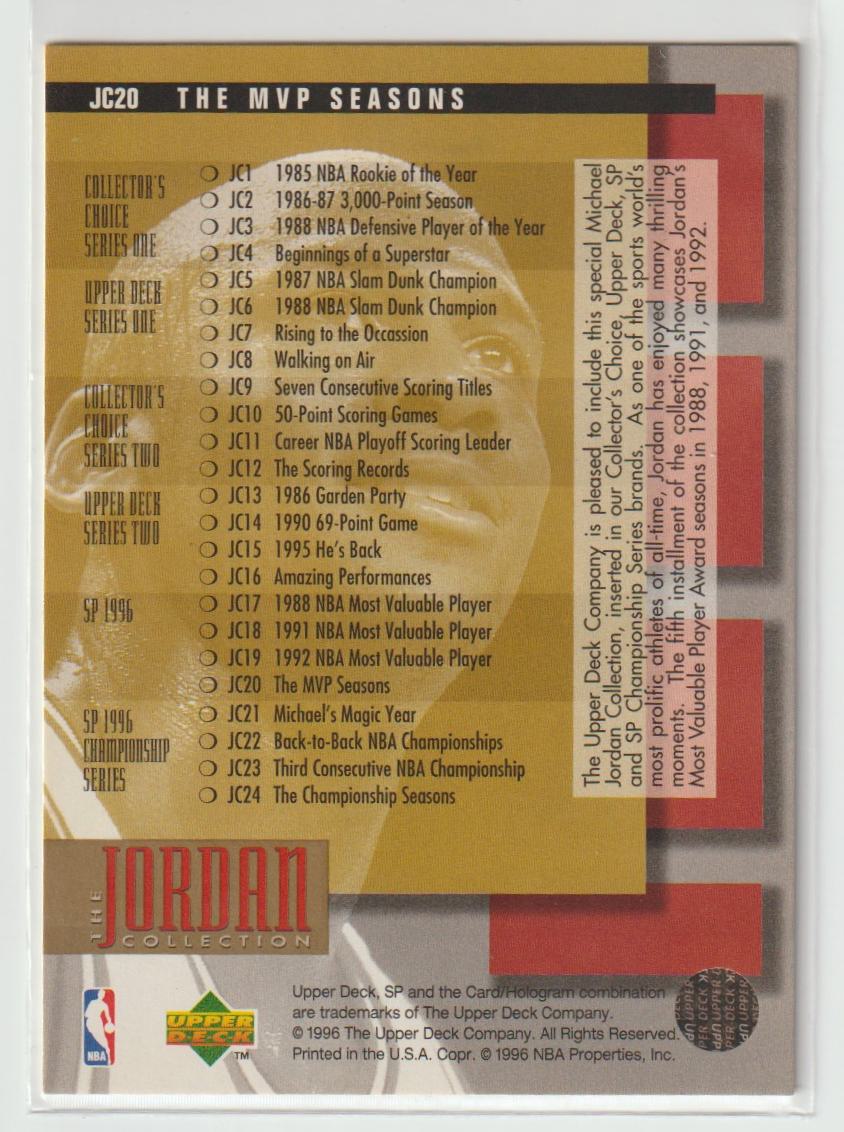 JC20 THE MVP SEASONS
COLLECTOR'S
CHOICE
SERIES ONE
JC1 1985 NBA Rookie of the Year
JC2 1986-87 3,000-Point Season
JC3 1988 NBA Defensive Player of the Year
JC4 Beginnings of a Superstar
UPPER DECK
SERIES ONE
JC5 1987 NBA Slam Dunk Champion
JC6 1988 NBA Slam Dunk Champion
JC7 Rising to the Occassion
JC8 Walking on Air
COLLECTOR'S
CHOICE
SERIES TWO
JC9 Seven Consecutive Scoring Titles
JC10 50-Point Scoring Games
JC11 Career NBA Playoff Scoring Leader
JC12 The Scoring Records
UPPER DECK
SERIES TWO
JC13 1986 Garden Party
JC14 1990 69-Point Game
JC15 1995 He's Back
JC16 Amazing Performances
SP 1996
JC17 1988 NBA Most Valuable Player
JC18 1991 NBA Most Valuable Player
JC19 1992 NBA Most Valuable Player
JC20 The MVP Seasons
SP 1996
CHAMPIONSHIP
SERIES
JC21 Michael's Magic Year
JC22 Back-to-Back NBA Championships
JC23 Third Consecutive NBA Championship
JC24 The Championship Seasons
The Upper Deck Company is pleased to include this special Michael
Jordan Collection, inserted in our Collector's Choice, Upper Deck, SP
and SP Championship Series brands. As one of the sports world's
most prolific athletes of all-time, Jordan has enjoyed many thrilling
moments. The fifth installment of the collection showcases Jordan's
Most Valuable Player Award seasons in 1988, 1991, and 1992.
THE
JORDAN
COLLECTION
NBA
UPPER
DECK
TM
Upper Deck, SP and the Card/Hologram combination
are trademarks of The Upper Deck Company.
© 1996 The Upper Deck Company. All Rights Reserved.
Printed in the U.S.A. Copr. © 1996 NBA Properties, Inc.